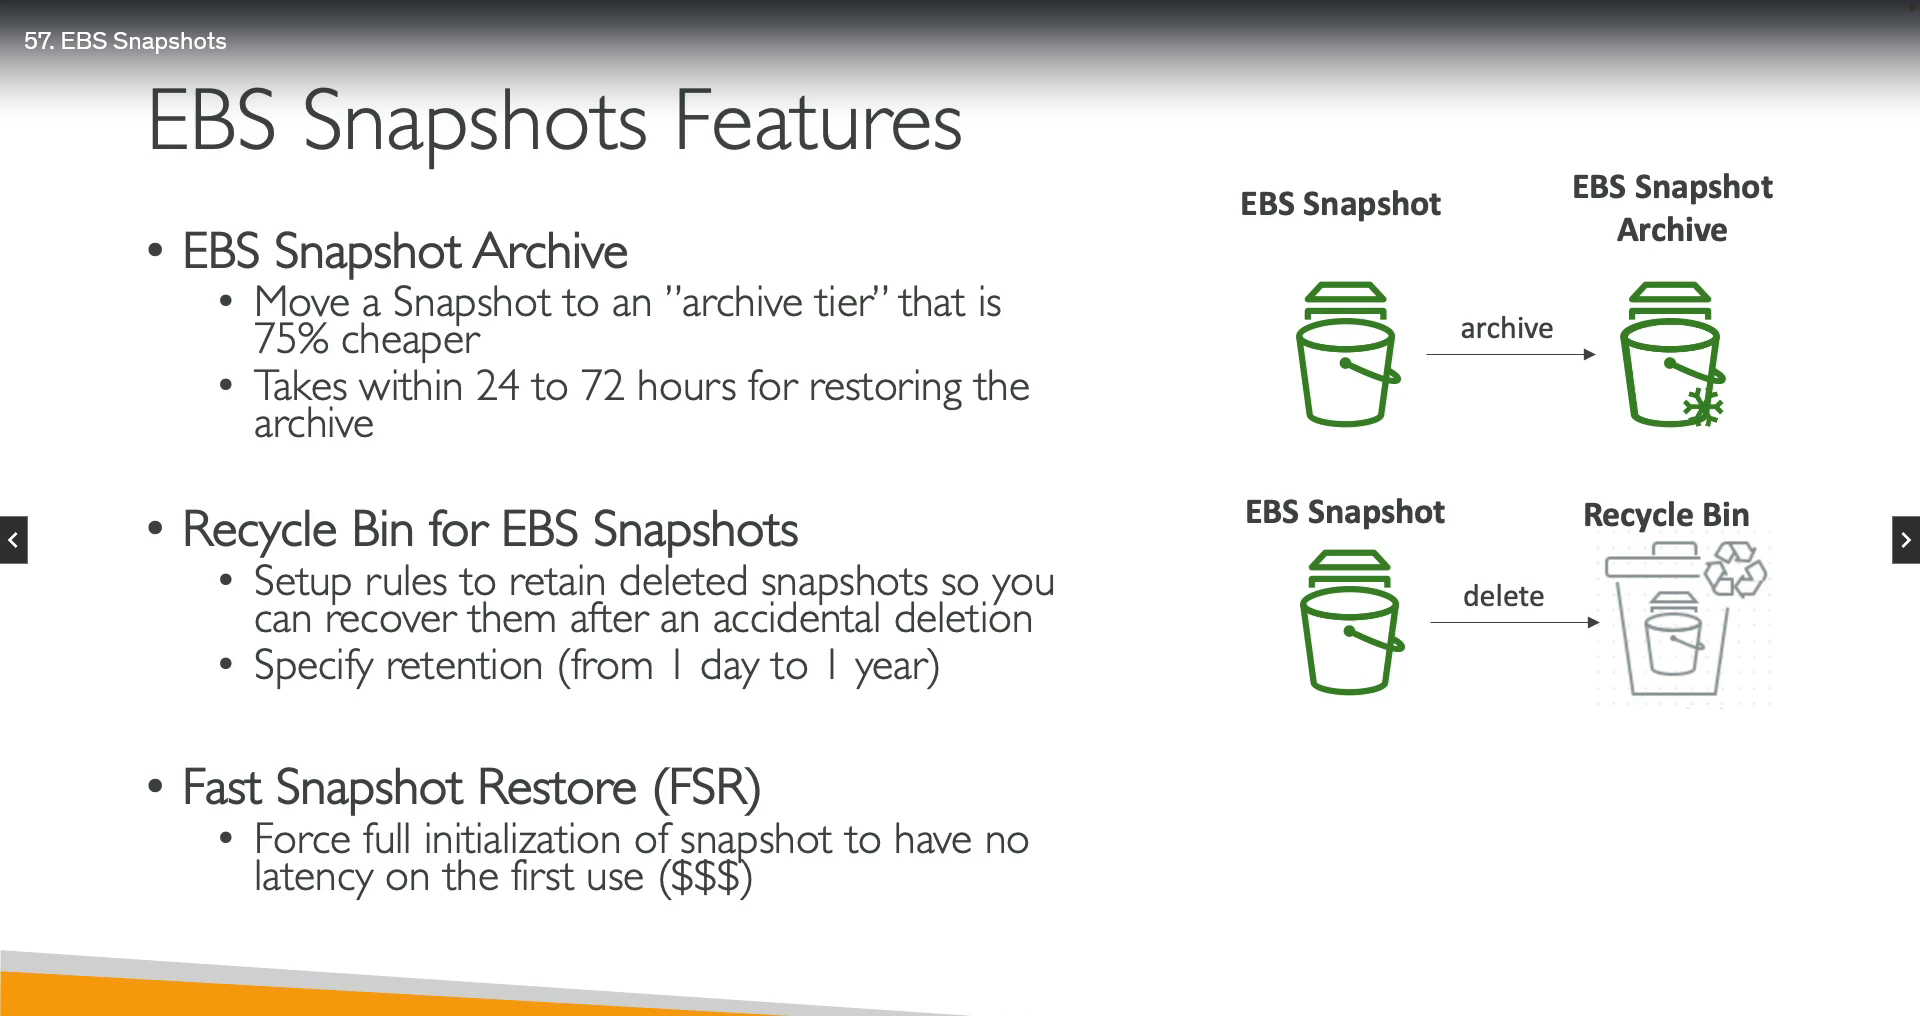 57. EBS Snapshots
EBS Snapshots Features
• EBS Snapshot Archive
• Move a Snapshot to an ”archive tier” that is
75% cheaper
• Takes within 24 to 72 hours for restoring the
archive
• Recycle Bin for EBS Snapshots
• Setup rules to retain deleted snapshots so you
can recover them after an accidental deletion
• Specify retention (from 1 day to 1 year)
• Fast Snapshot Restore (FSR)
• Force full initialization of snapshot to have no
latency on the first use ($$$)
EBS Snapshot
EBS Snapshot
Archive
archive
EBS Snapshot
Recycle Bin
delete